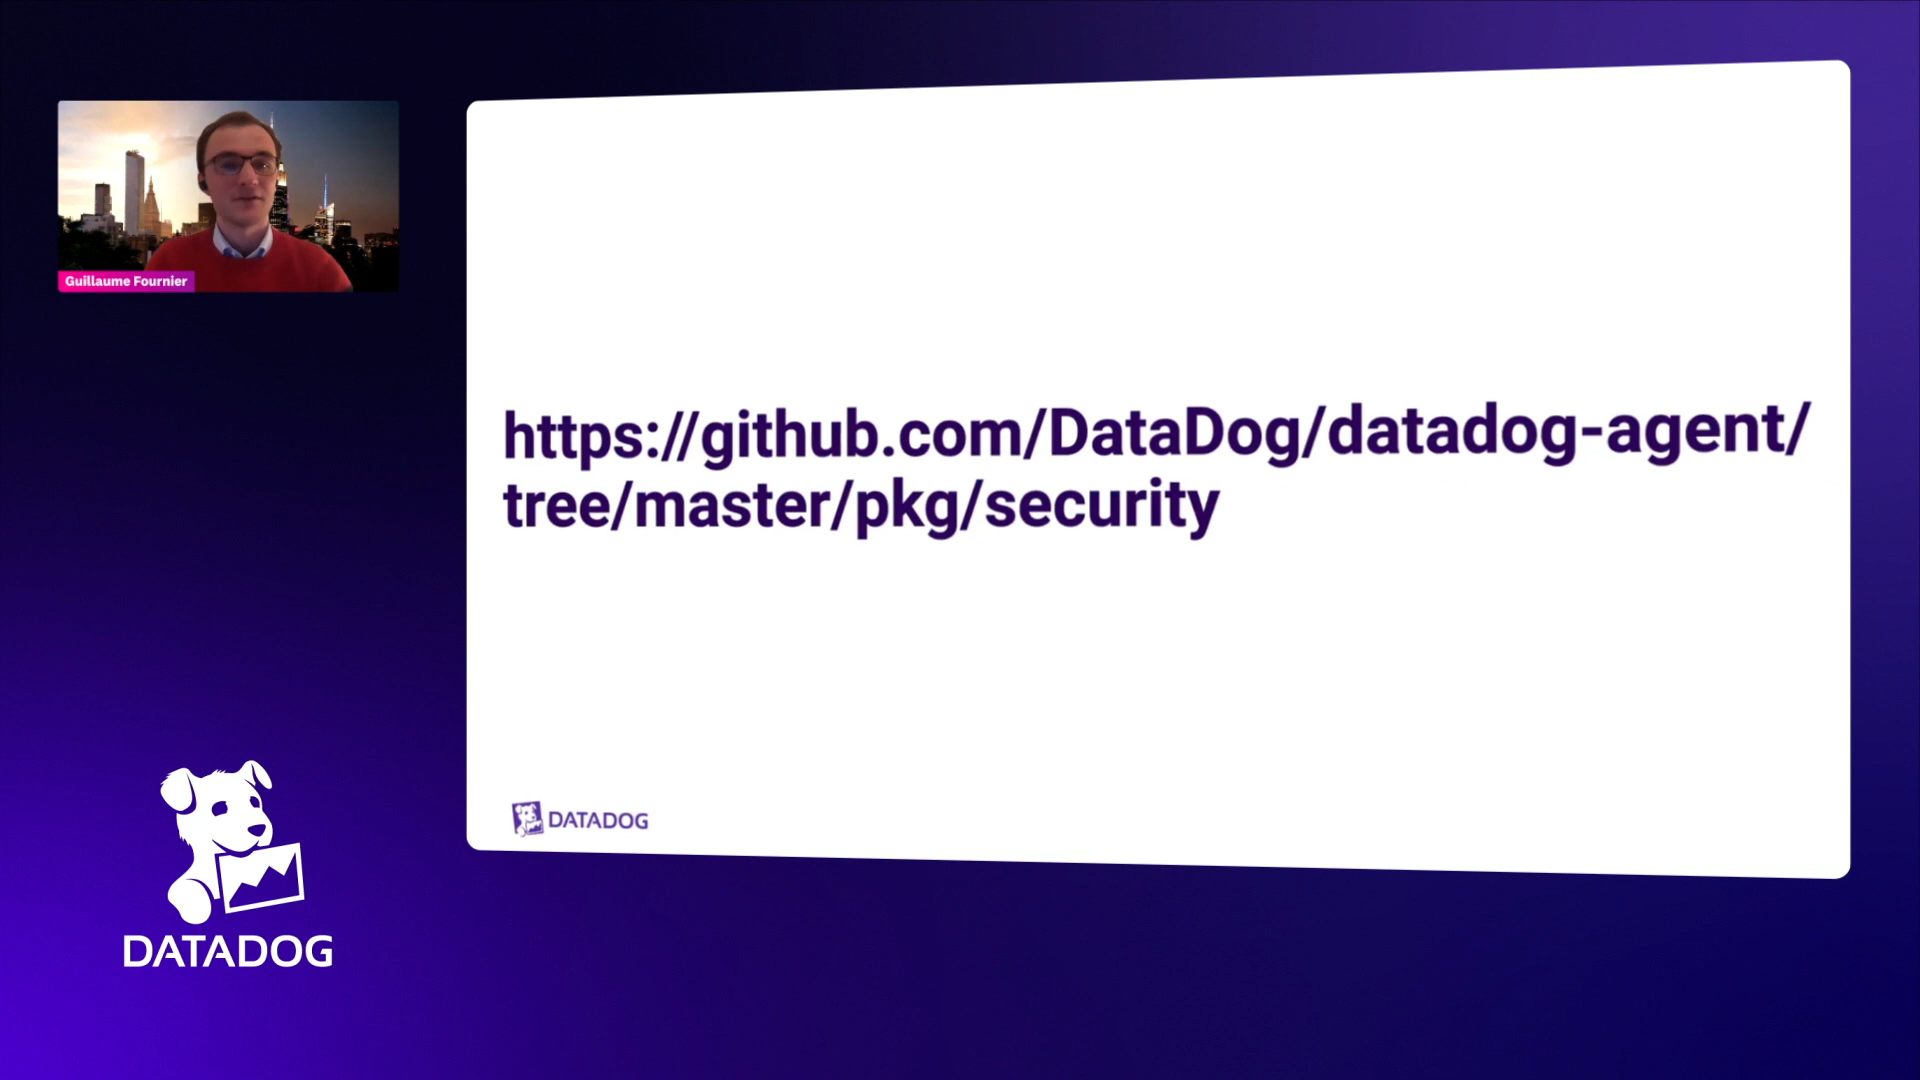 Guillaume Fournier
https://github.com/DataDog/datadog-agent/
tree/master/pkg/security
DATADOG
DATADOG